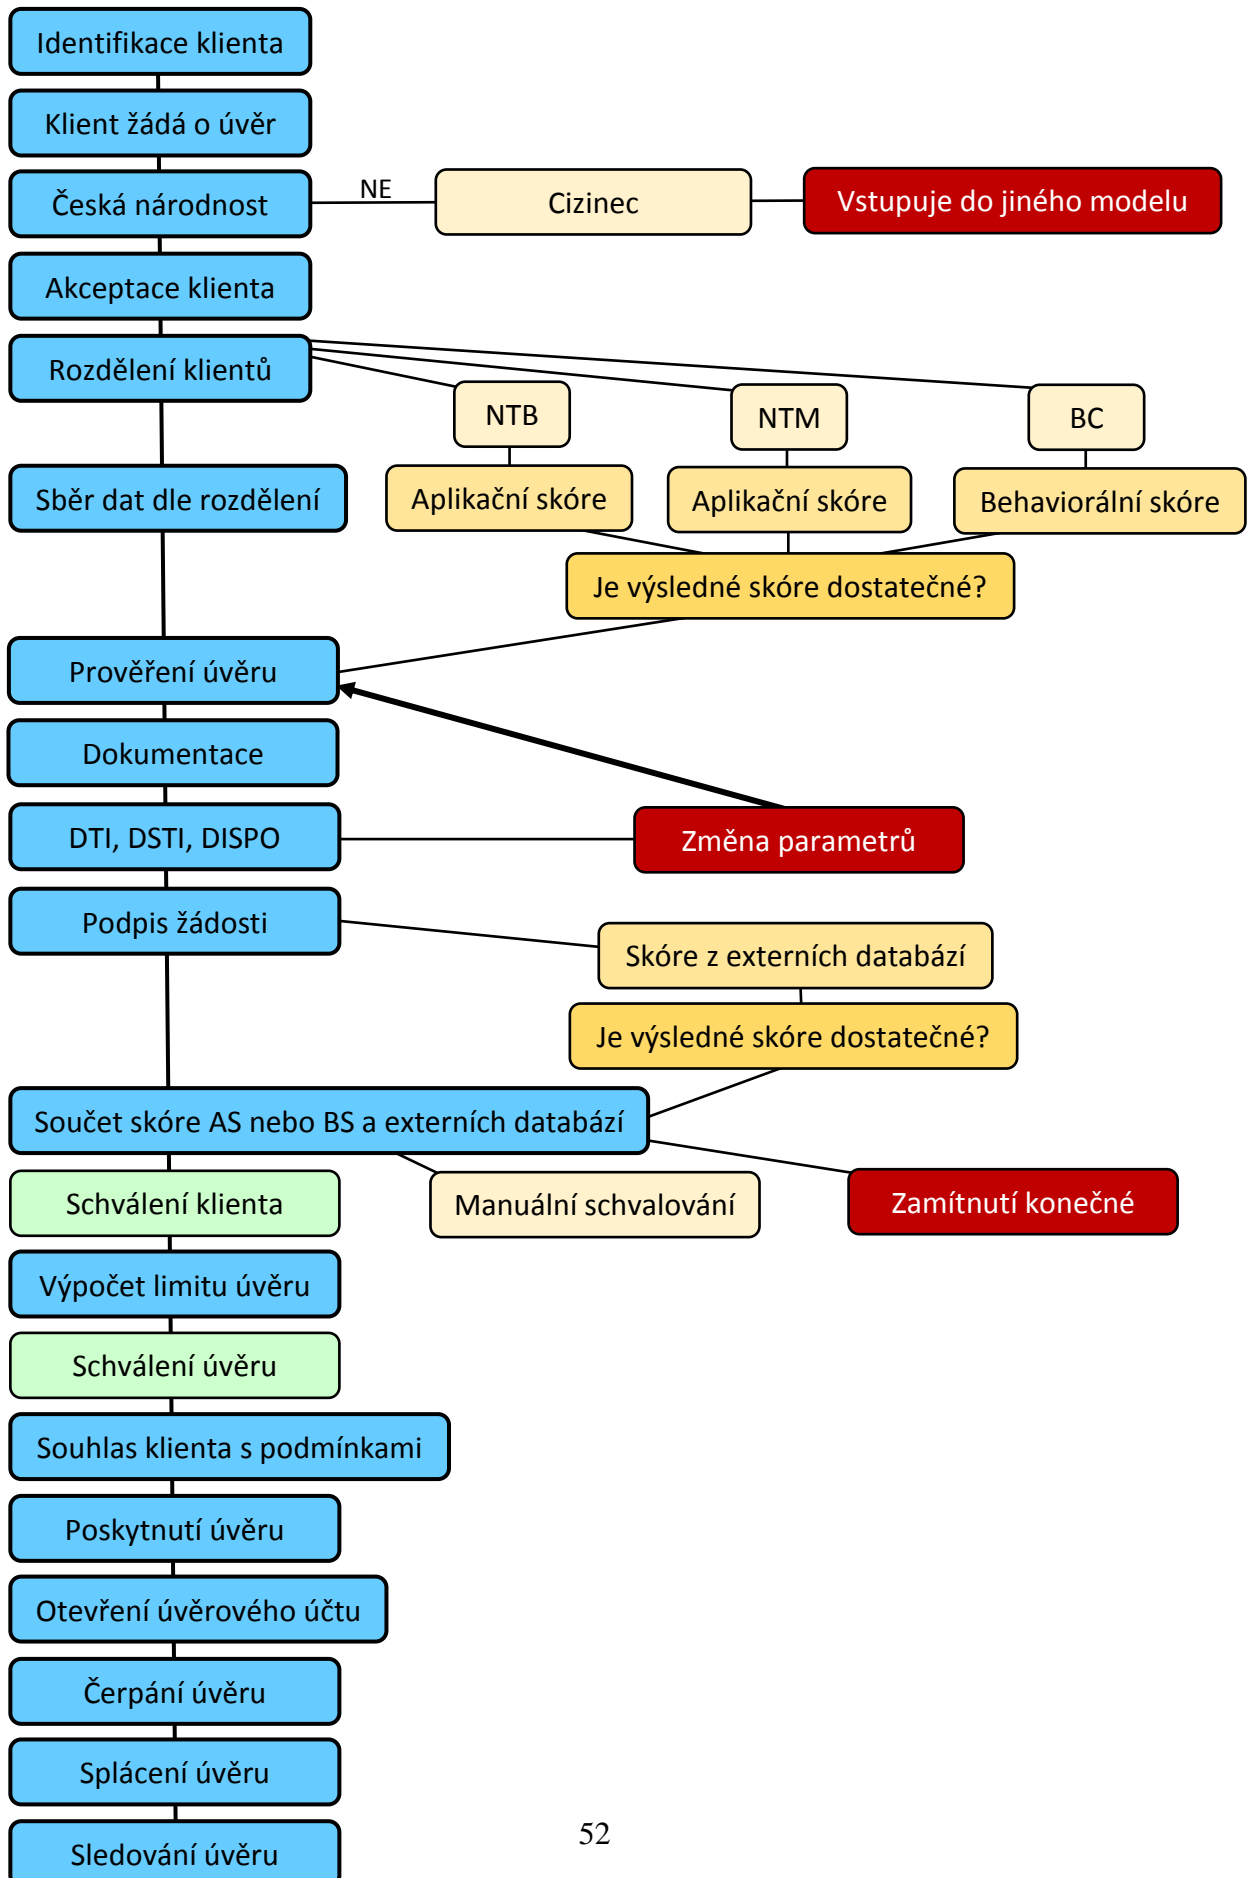 Identifikace klienta
Klient žádá o úvěr
Česká národnost
NE
Cizinec
Vstupuje do jiného modelu
Akceptace klienta
Rozdělení klientů
NTB
NTM
BC
Sběr dat dle rozdělení
Aplikační skóre
Aplikační skóre
Behaviorální skóre
Je výsledné skóre dostatečné?
Prověření úvěru
Dokumentace
DTI, DSTI, DISPO
Změna parametrů
Podpis žádosti
Skóre z externích databází
Je výsledné skóre dostatečné?
Součet skóre AS nebo BS a externích databází
Schválení klienta
Manuální schvalování
Zamítnutí konečné
Výpočet limitu úvěru
Schválení úvěru
Souhlas klienta s podmínkami
Poskytnutí úvěru
Otevření úvěrového účtu
Čerpání úvěru
Splácení úvěru
Sledování úvěru
52